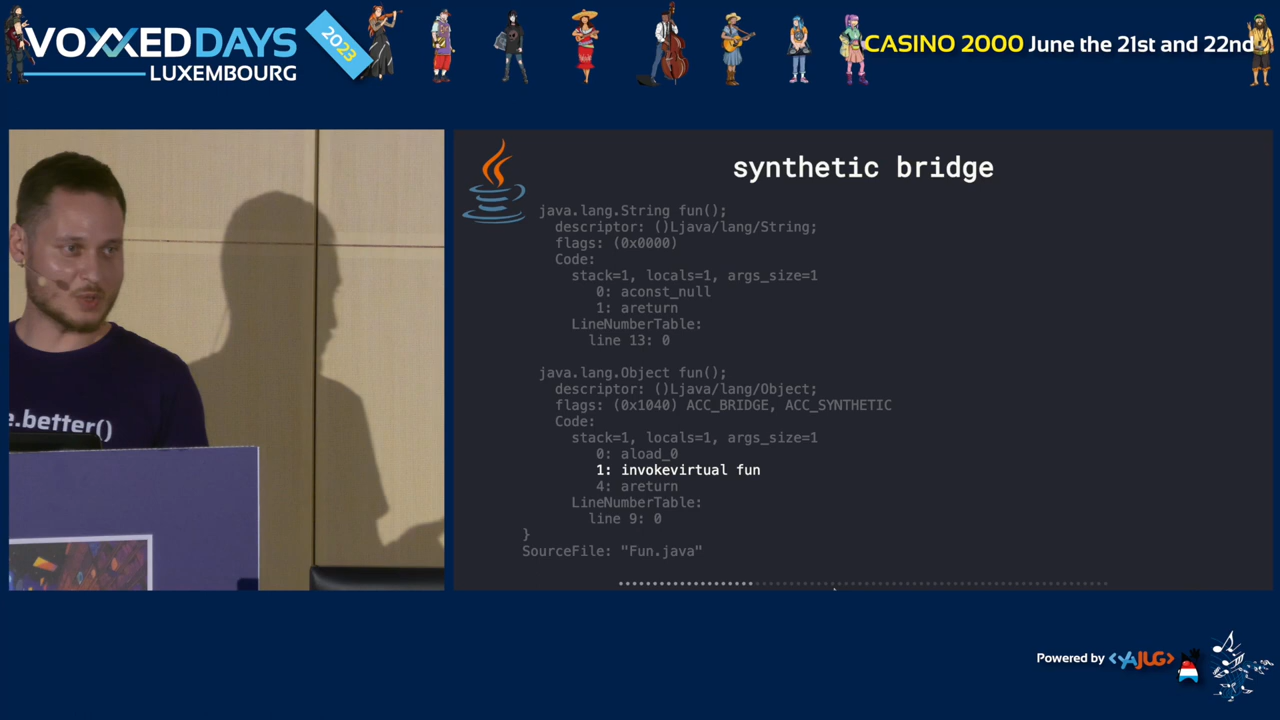 VOXXED DAYS
LUXEMBOURG
2023
CASINO 2000 June the 21st and 22nd
e.better()
synthetic bridge
java.lang.String fun();
descriptor: ()Ljava/lang/String;
flags: (0x0000)
Code:
stack=1, locals=1, args_size=1
0: aconst_null
1: areturn
LineNumberTable:
line 13: 0
java.lang.Object fun();
descriptor: ()Ljava/lang/Object;
flags: (0x1040) ACC_BRIDGE, ACC_SYNTHETIC
Code:
stack=1, locals=1, args_size=1
0: aload_0
1: invokevirtual fun
4: areturn
LineNumberTable:
line 9: 0
}
SourceFile: "Fun.java"
Powered by <YAJUG>